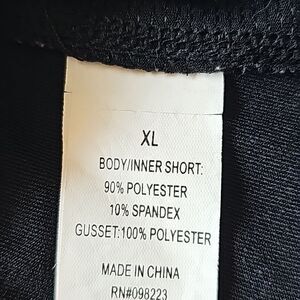 XL
BODY/INNER SHORT:
90% POLYESTER
10% SPANDEX
GUSSET:100% POLYESTER
MADE IN CHINA
RN#098223